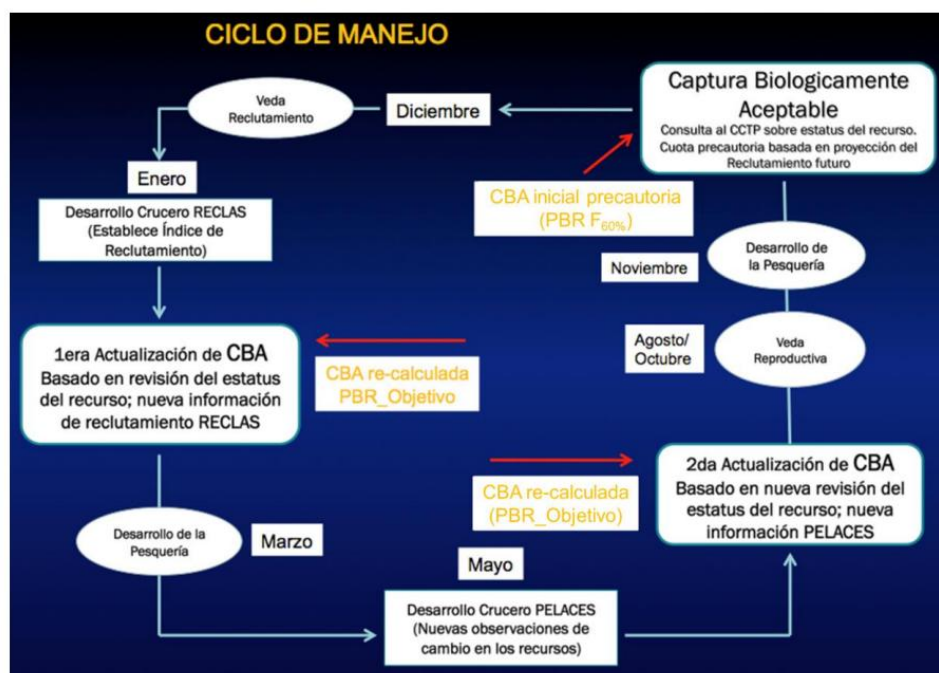 CICLO DE MANEJO
Captura Biologicamente
Aceptable
Consulta al CCTP sobre estatus del recurso.
Cuota precautoria basada en proyección del
Reclutamiento futuro
Diciembre
Veda
Reclutamiento
Enero
Desarrollo Crucero RECLAS
(Establece Índice de
Reclutamiento)
CBA inicial precautoria
(PBR F60%)
Noviembre
Desarrollo de
la Pesquería
Agosto/
Octubre
Veda
Reproductiva
1era Actualización de CBA
Basado en revisión del estatus
del recurso; nueva información
de reclutamiento RECLAS
CBA re-calculada
PBR_Objetivo
CBA re-calculada
(PBR_Objetivo)
2da Actualización de CBA
Basado en nueva revisión del
estatus del recurso; nueva
información PELACES
Desarrollo de la
Pesquería
Marzo
Mayo
Desarrollo Crucero PELACES
(Nuevas observaciones de
cambio en los recursos)